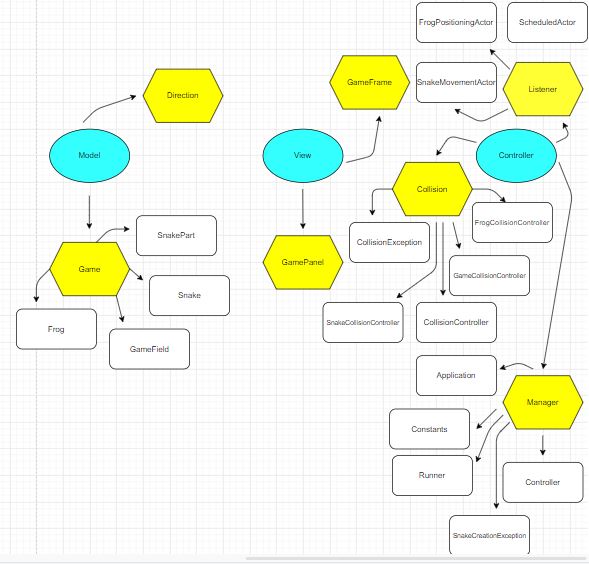 FrogPositioningActor
ScheduledActor
GameFrame
SnakeMovementActor
Listener
Direction
Model
View
Controller
Collision
SnakePart
FrogCollisionController
CollisionException
GamePanel
Game
GameCollisionController
Snake
Frog
SnakeCollisionController
CollisionController
GameField
Application
Manager
Constants
Runner
Controller
SnakeCreationException